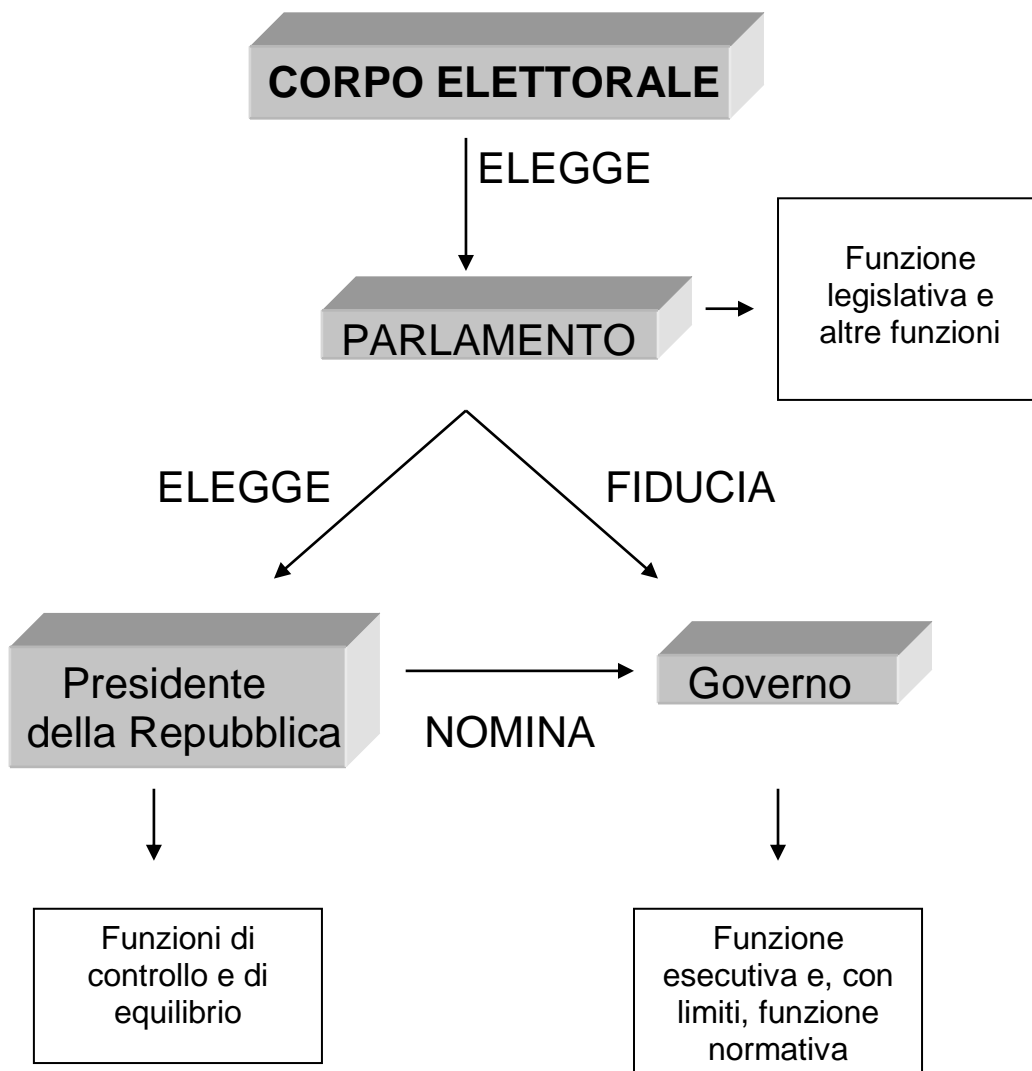 CORPO ELETTORALE
ELEGGE
Funzione
legislativa e
altre funzioni
PARLAMENTO
ELEGGE
FIDUCIA
Presidente
della Repubblica
NOMINA
Governo
Funzioni di
controllo e di
equilibrio
Funzione
esecutiva e, con
limiti, funzione
normativa